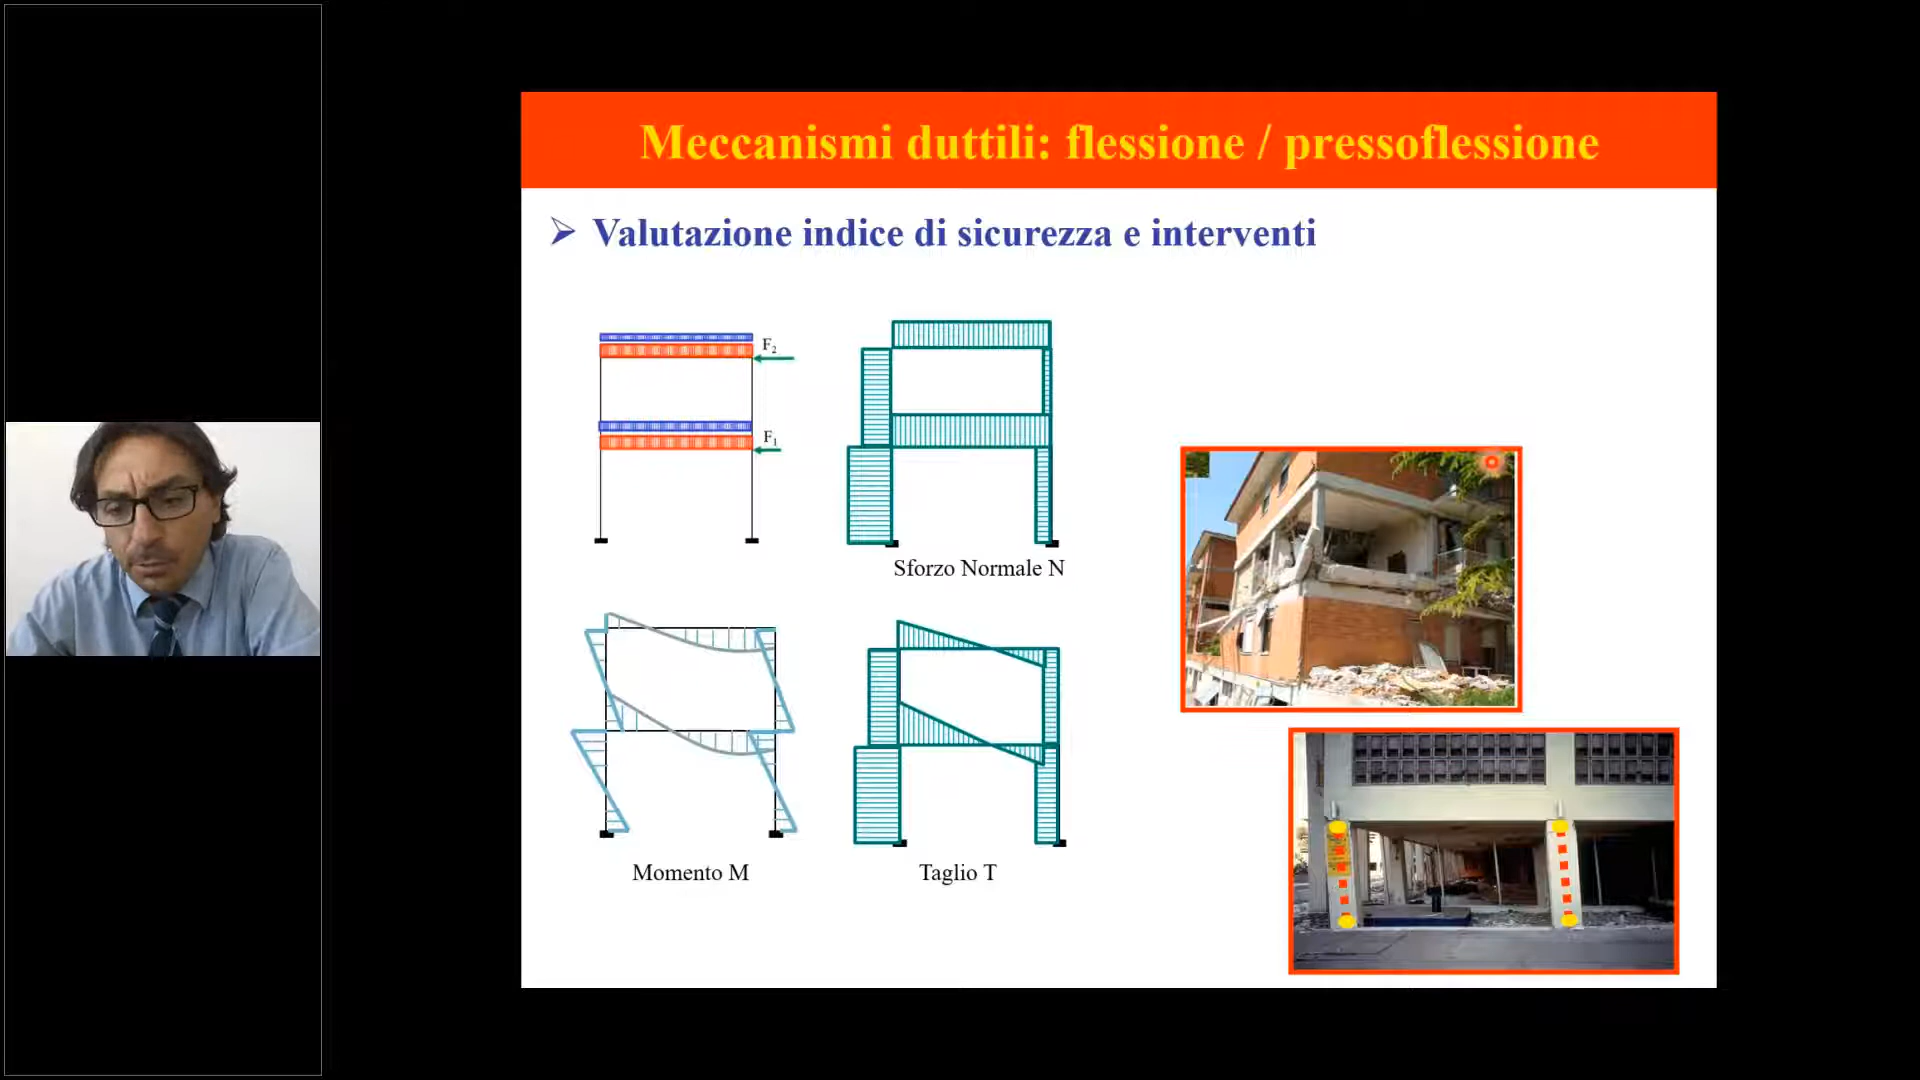 Meccanismi duttili: flessione / pressoflessione
Valutazione indice di sicurezza e interventi
F2
F1
Sforzo Normale N
Momento M
Taglio T